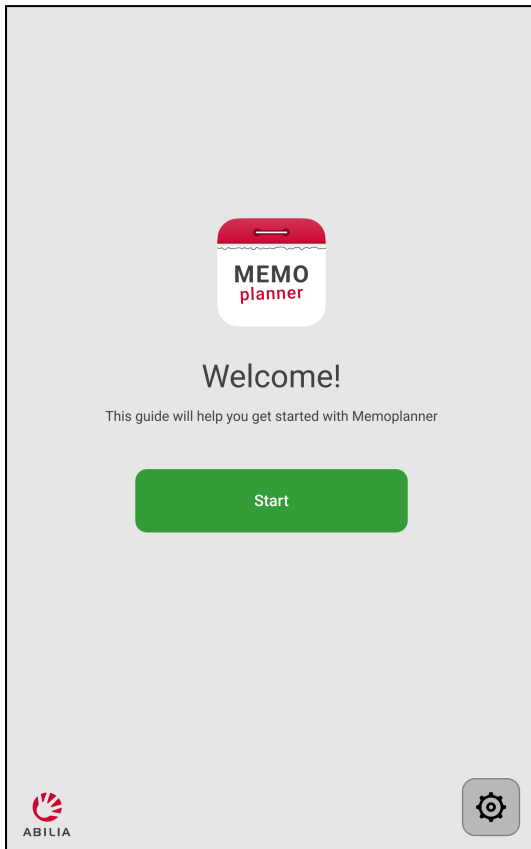 MEMO
planner
Welcome!
This guide will help you get started with Memoplanner
Start
ABILIA